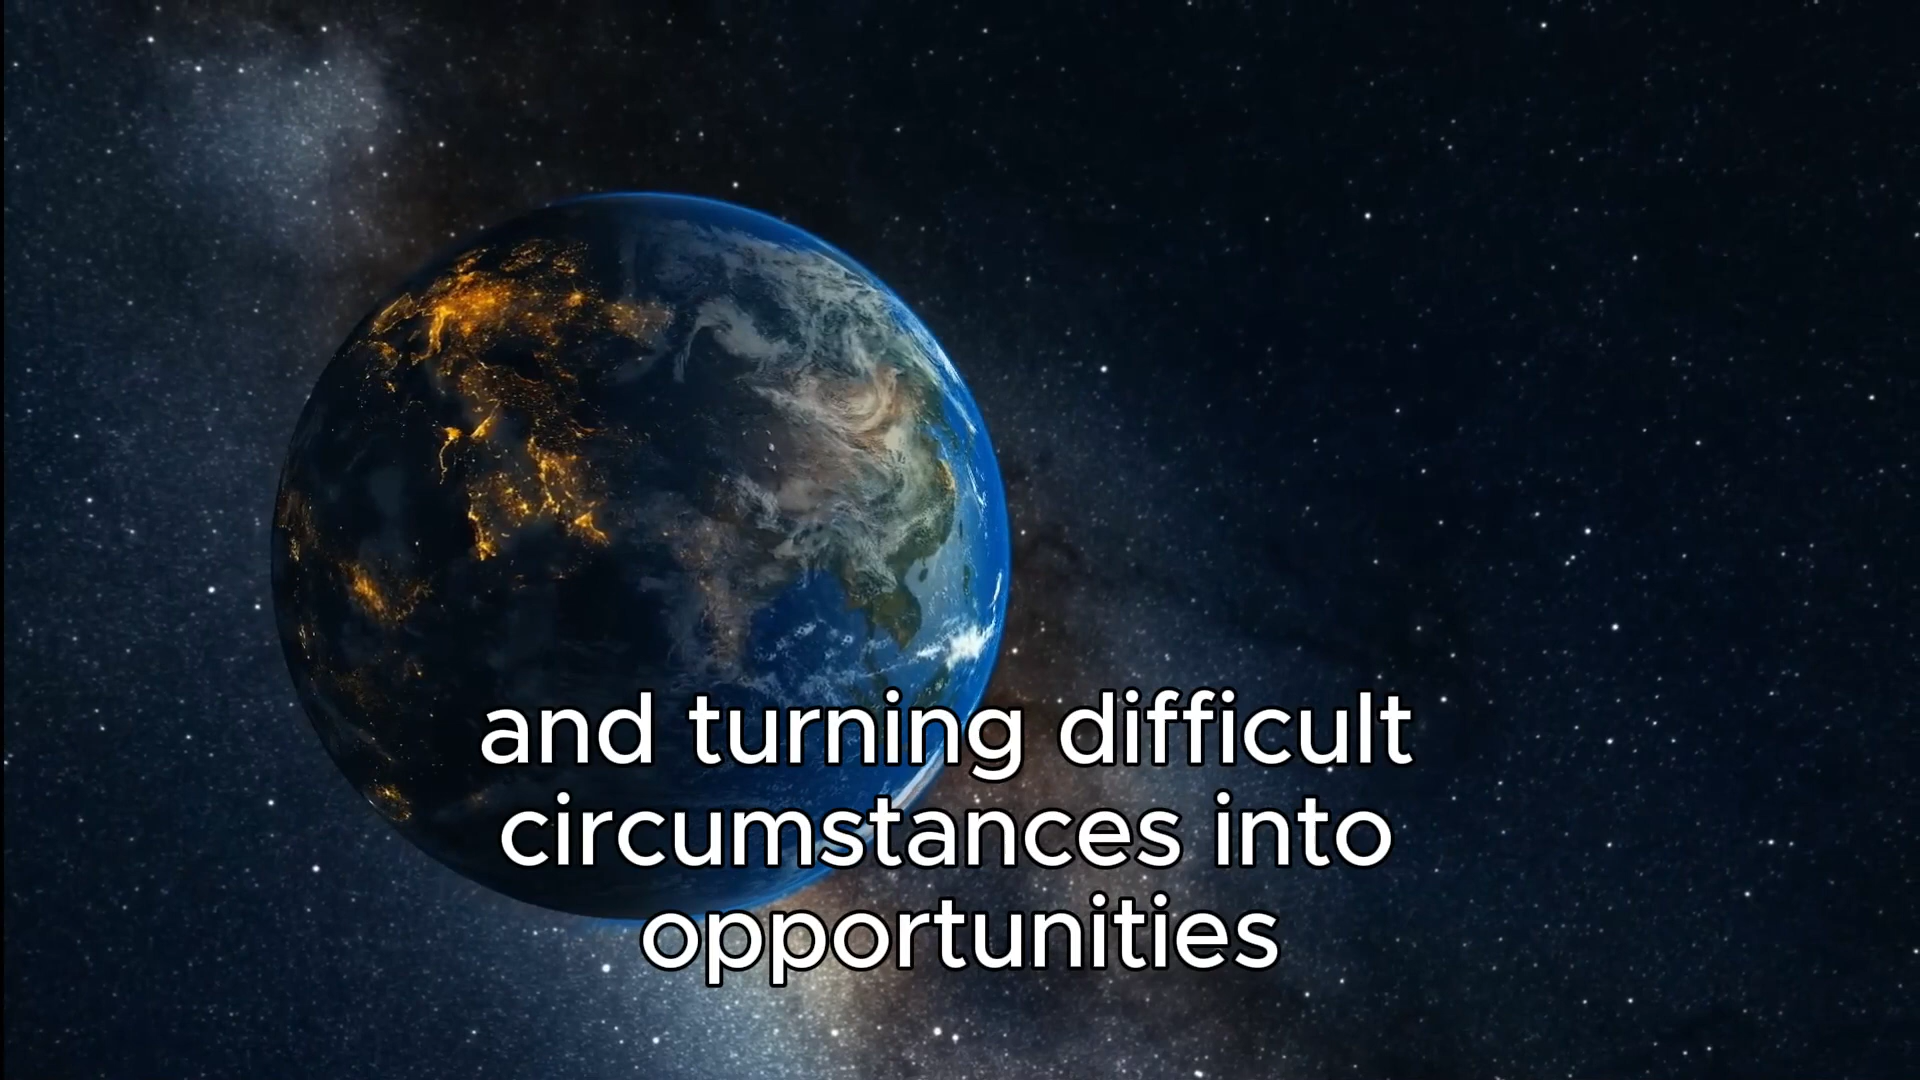 and turning difficult
circumstances into
opportunities